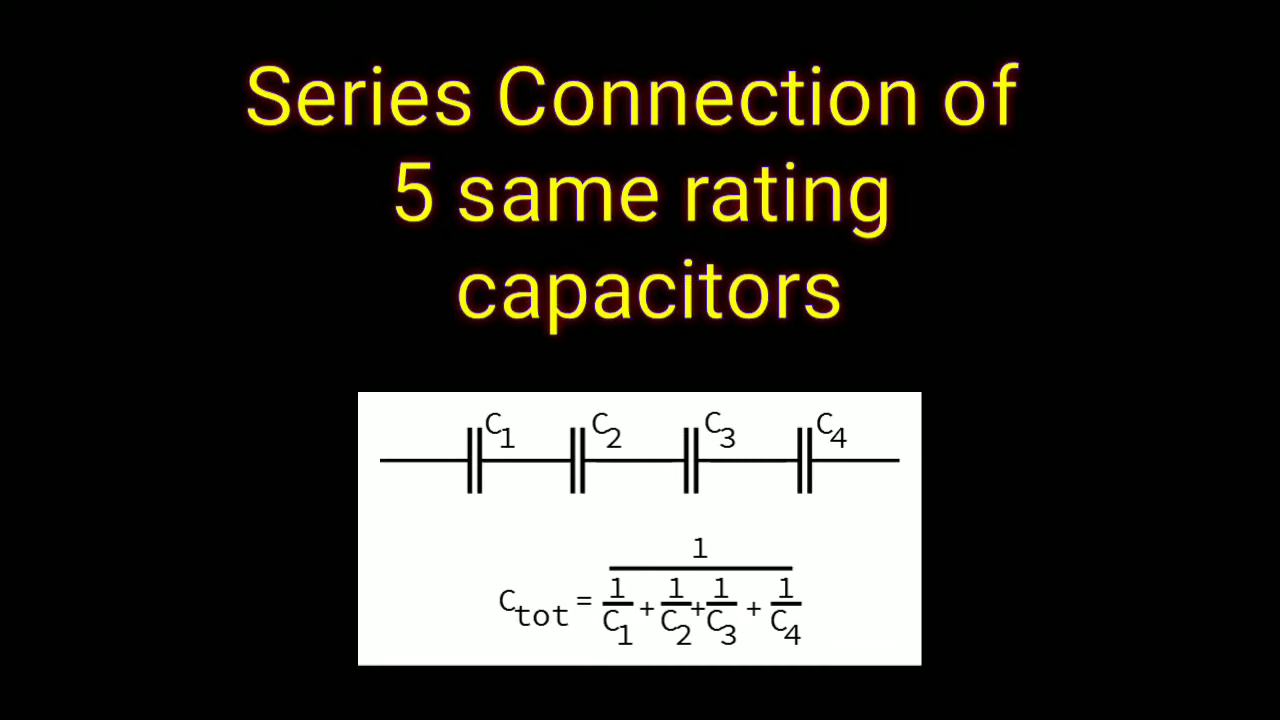 Series Connection of
5 same rating
capacitors
C1 C2 C3 C4
1
Ctot = 1/C1 + 1/C2 + 1/C3 + 1/C4